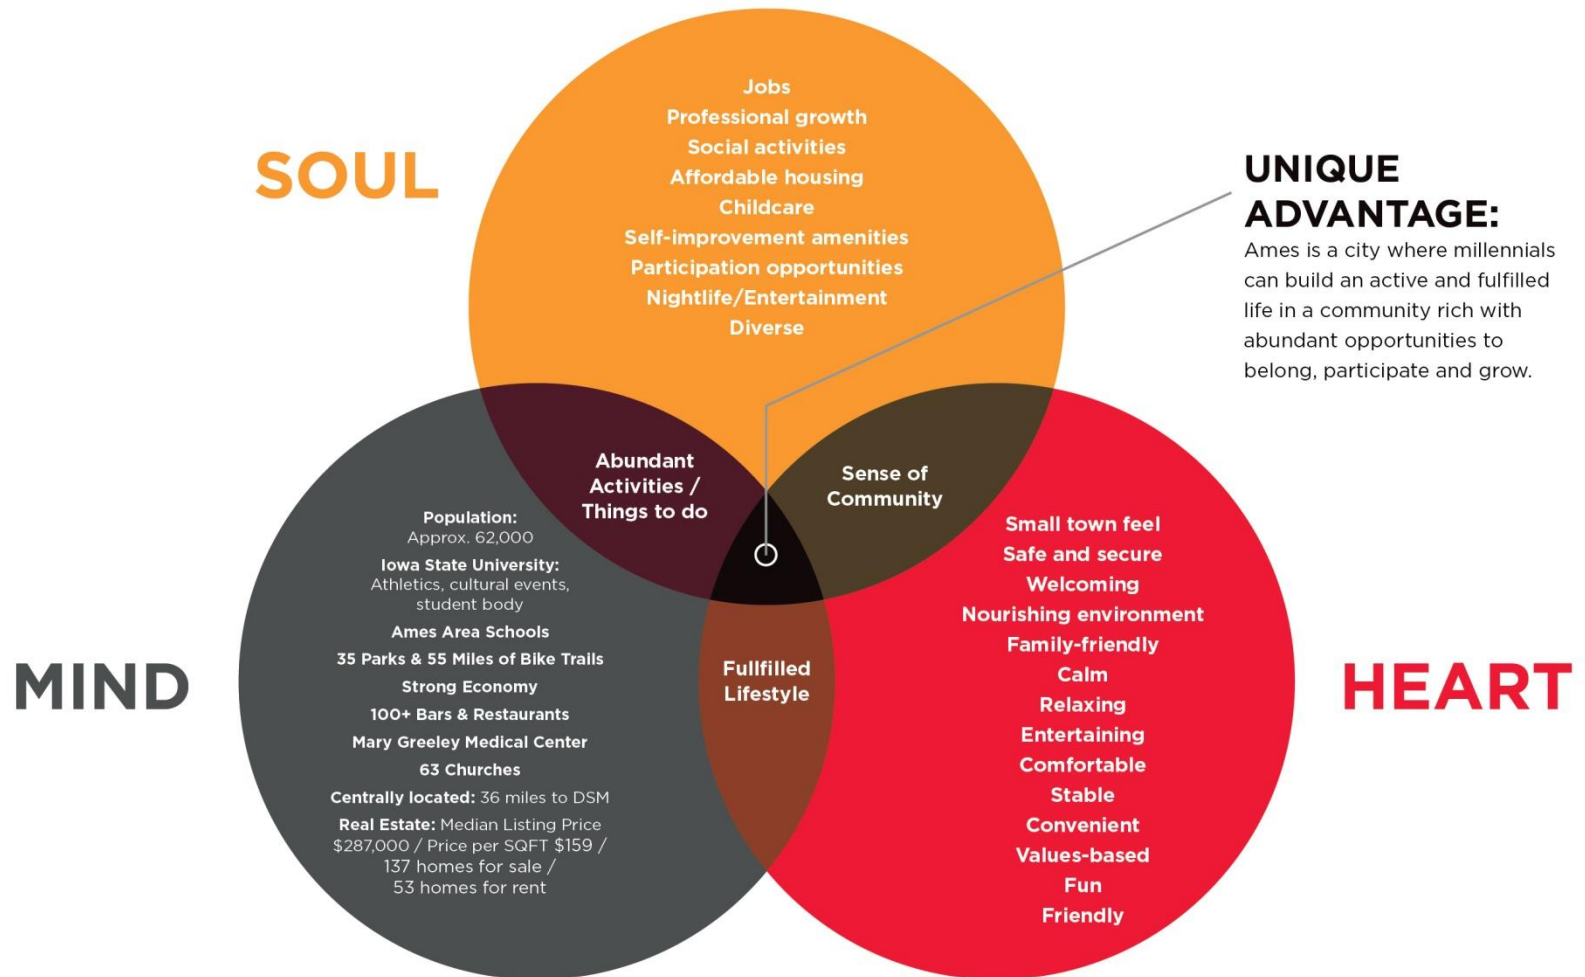 SOUL
Jobs
Professional growth
Social activities
Affordable housing
Childcare
Self-improvement amenities
Participation opportunities
Nightlife/Entertainment
Diverse
UNIQUE
ADVANTAGE:
Ames is a city where millennials
can build an active and fulfilled
life in a community rich with
abundant opportunities to
belong, participate and grow.
Abundant
Activities /
Things to do
Sense of
Community
Fullfilled
Lifestyle
MIND
Population:
Approx. 62,000
Iowa State University:
Athletics, cultural events,
student body
Ames Area Schools
35 Parks & 55 Miles of Bike Trails
Strong Economy
100+ Bars & Restaurants
Mary Greeley Medical Center
63 Churches
Centrally located: 36 miles to DSM
Real Estate: Median Listing Price
$287,000 / Price per SQFT $159 /
137 homes for sale /
53 homes for rent
HEART
Small town feel
Safe and secure
Welcoming
Nourishing environment
Family-friendly
Calm
Relaxing
Entertaining
Comfortable
Stable
Convenient
Values-based
Fun
Friendly